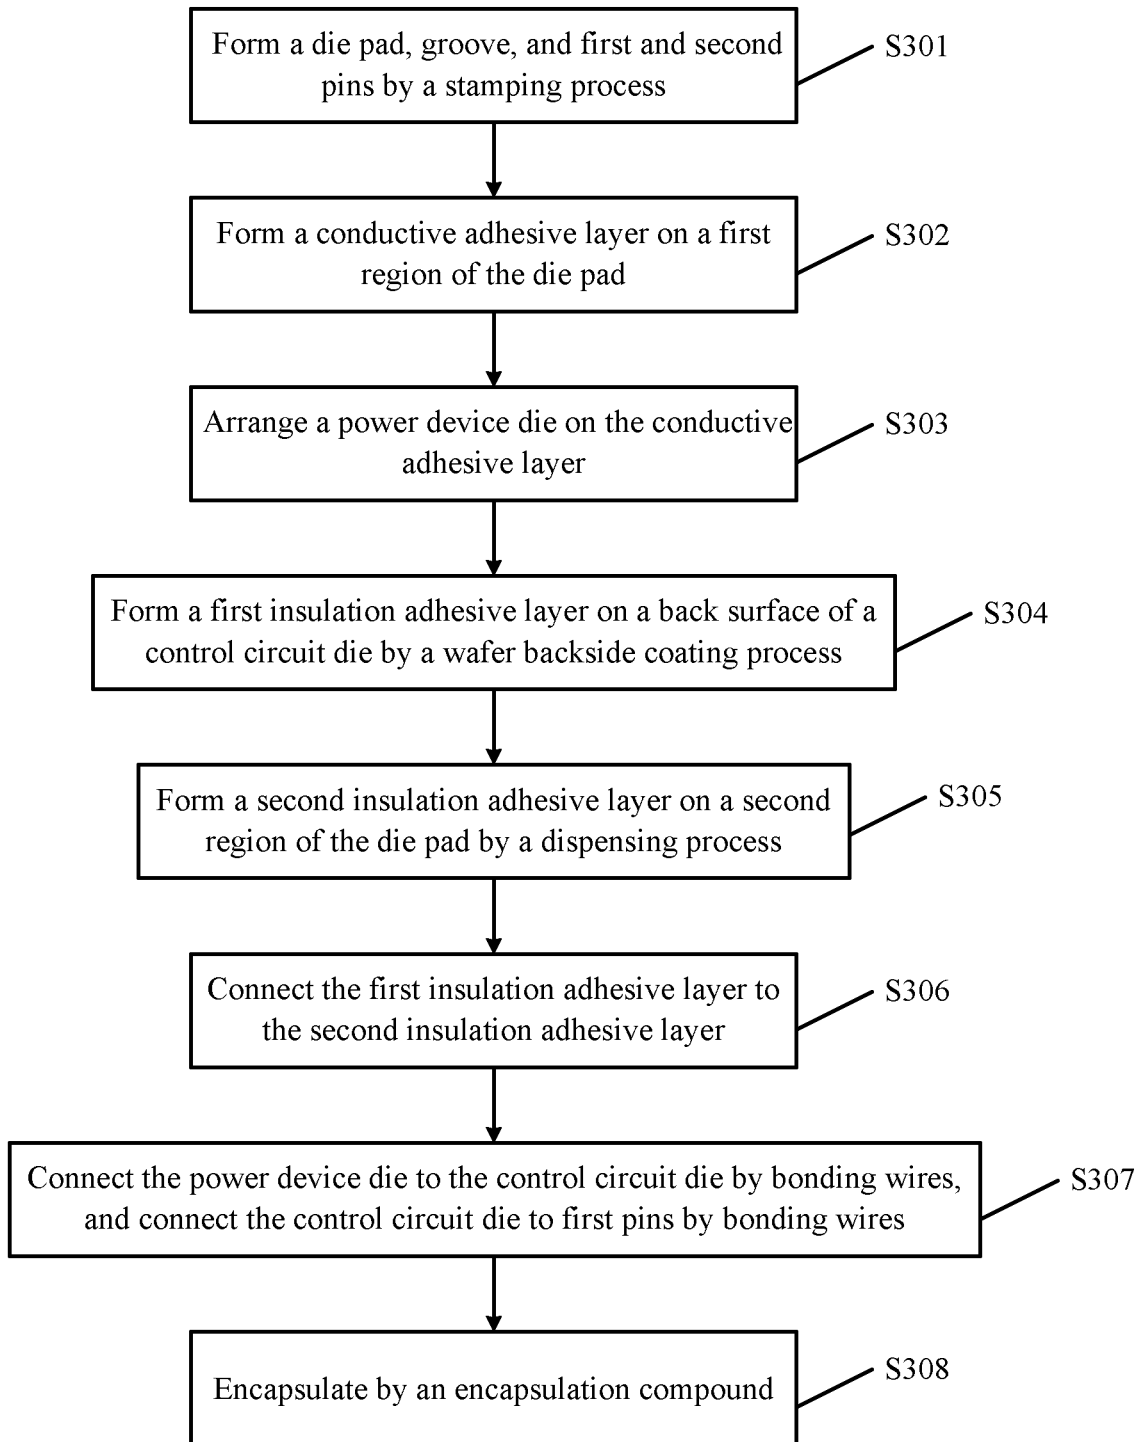 Form a die pad, groove, and first and second
pins by a stamping process
S301
Form a conductive adhesive layer on a first
region of the die pad
S302
Arrange a power device die on the conductive
adhesive layer
S303
Form a first insulation adhesive layer on a back surface of a
control circuit die by a wafer backside coating process
S304
Form a second insulation adhesive layer on a second
region of the die pad by a dispensing process
S305
Connect the first insulation adhesive layer to
the second insulation adhesive layer
S306
Connect the power device die to the control circuit die by bonding wires,
and connect the control circuit die to first pins by bonding wires
S307
Encapsulate by an encapsulation compound
S308